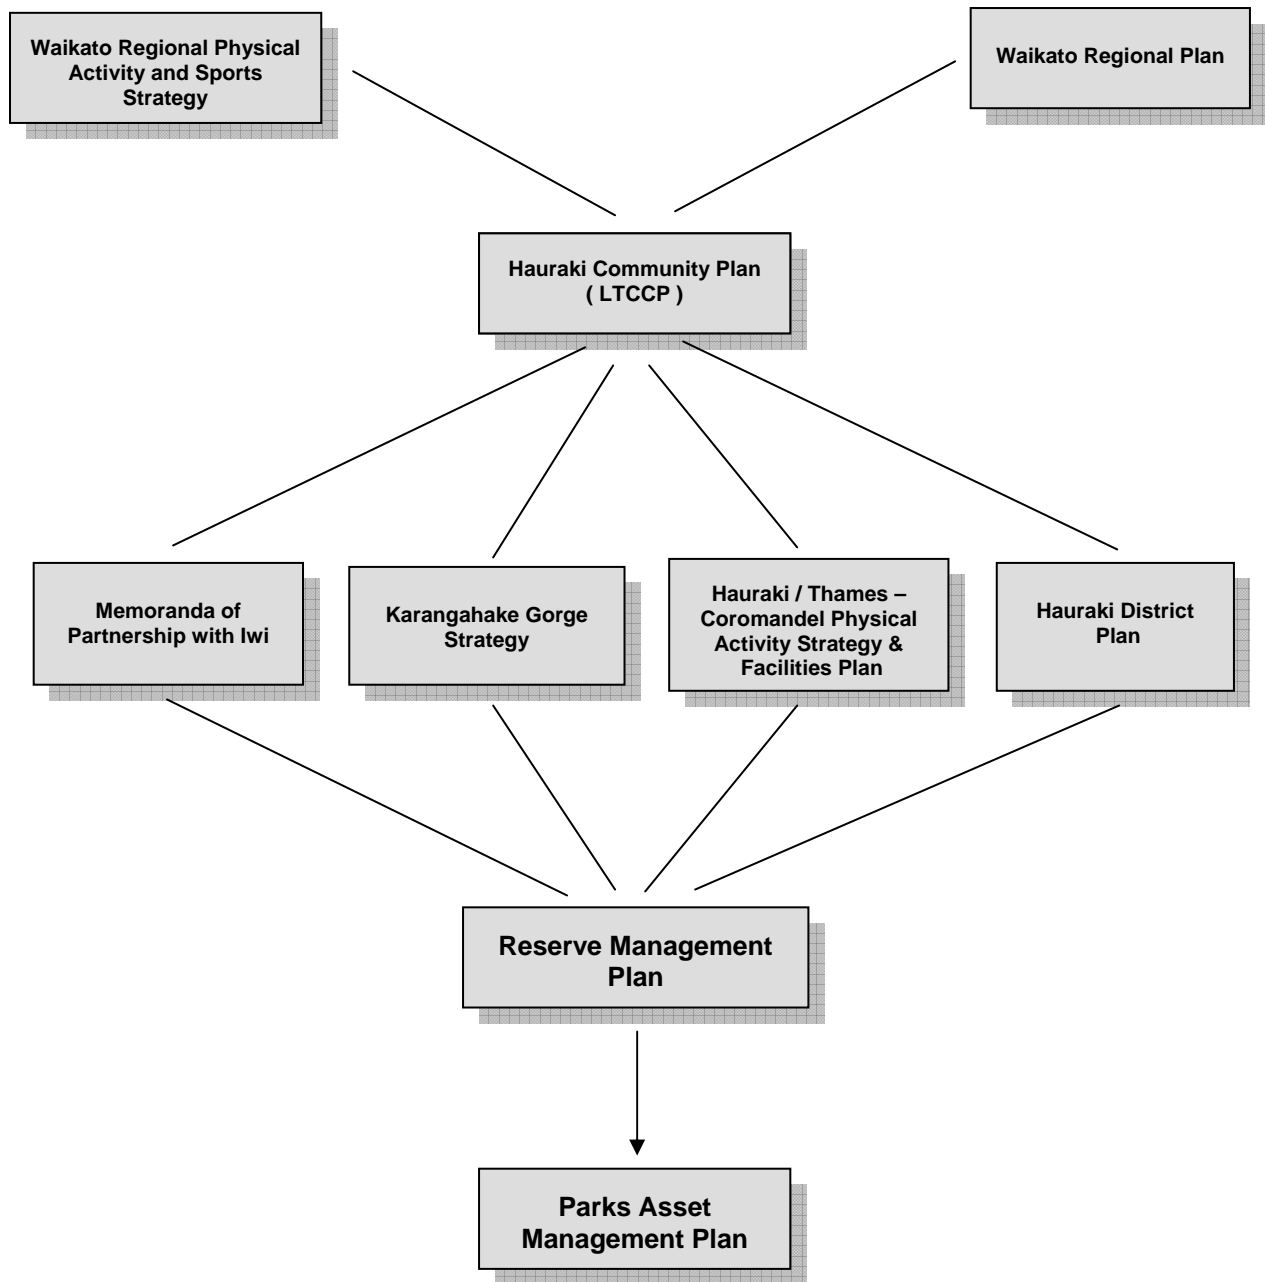 Waikato Regional Physical
Activity and Sports
Strategy
Waikato Regional Plan
Hauraki Community Plan
( LTCCP )
Memoranda of
Partnership with Iwi
Karangahake Gorge
Strategy
Hauraki / Thames –
Coromandel Physical
Activity Strategy &
Facilities Plan
Hauraki District
Plan
Reserve Management
Plan
Parks Asset
Management Plan